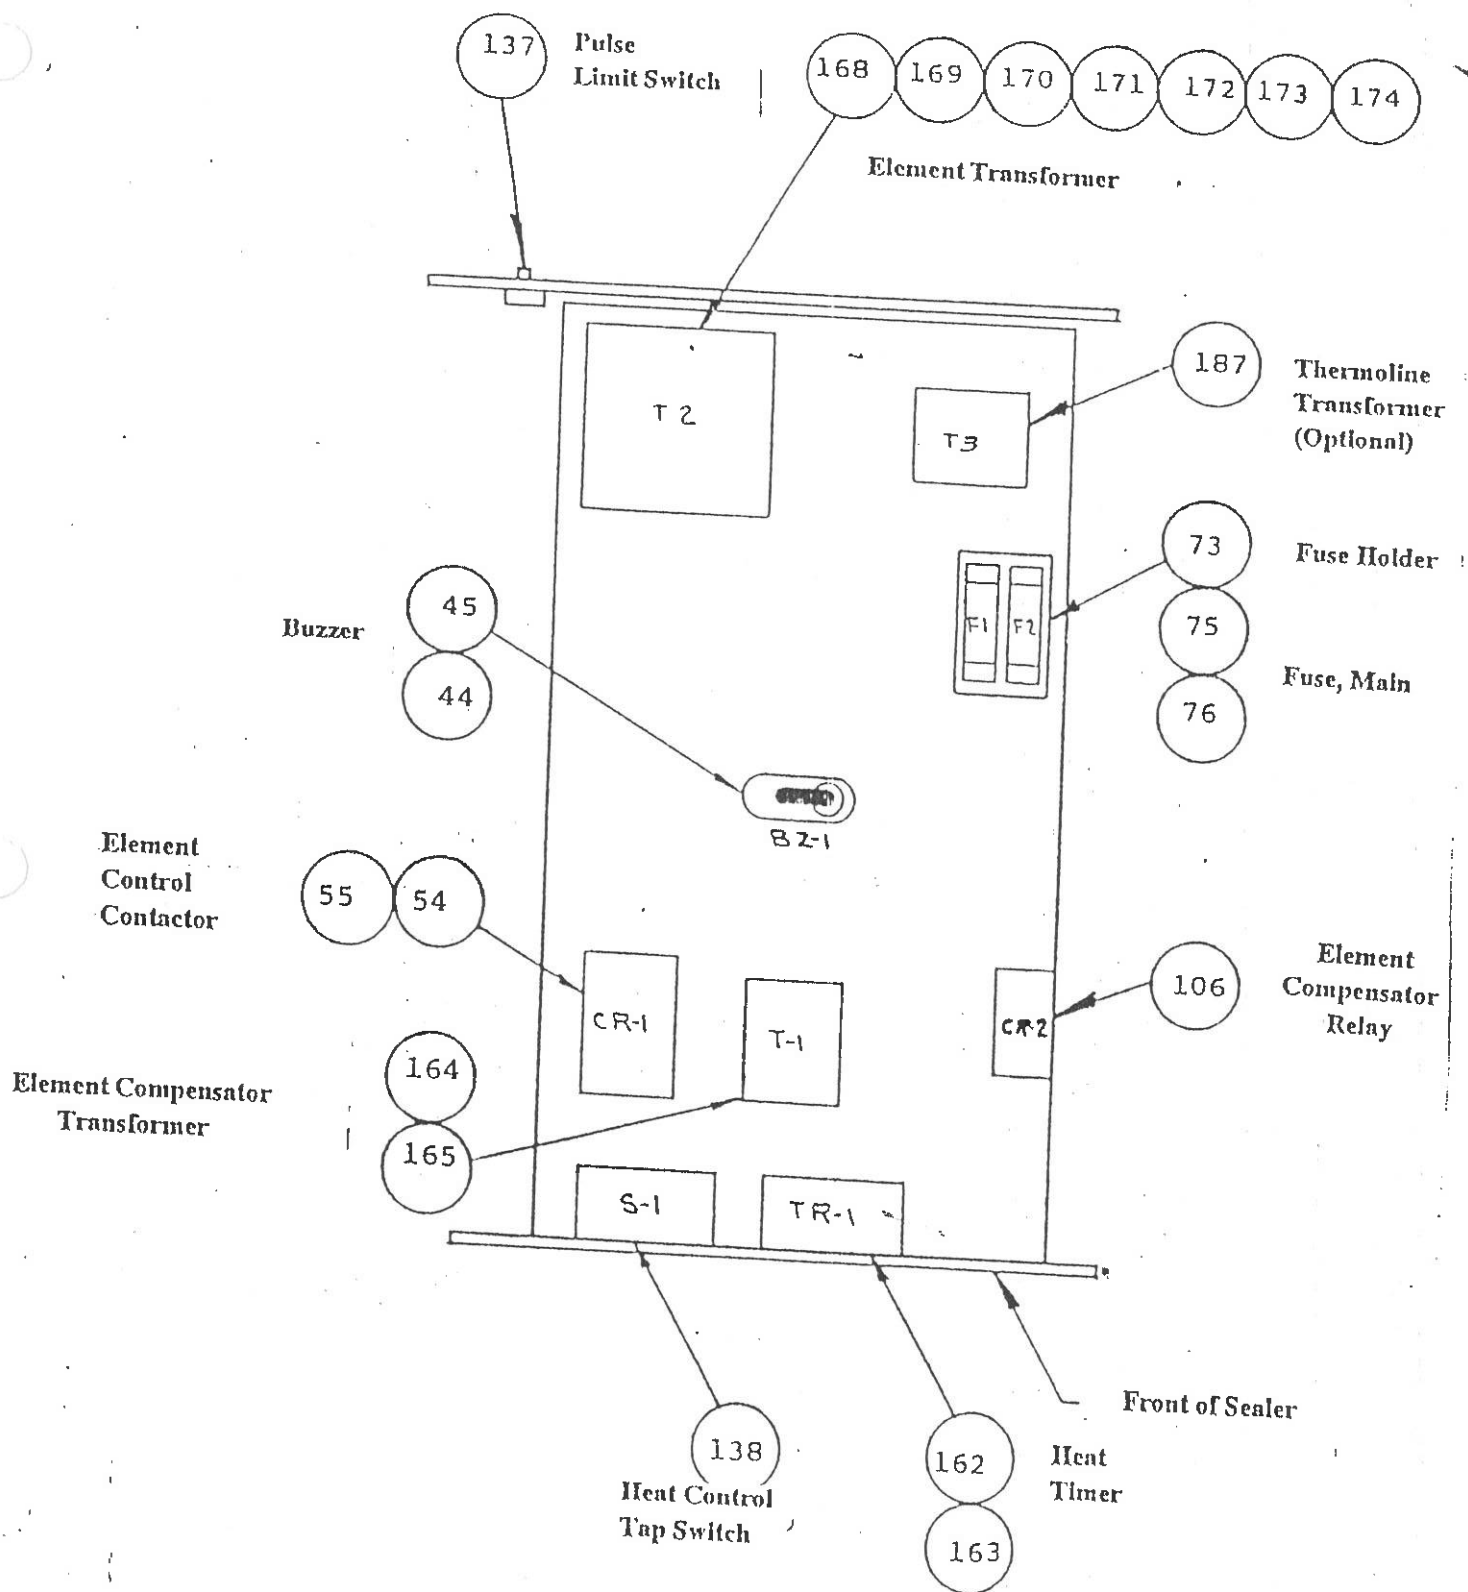 137
Pulse
Limit Switch
168
169
170
171
172
173
174
Element Transformer
T 2
T3
187
Thermoline
Transformer
(Optional)
F1
F2
73
Fuse Holder
75
Fuse, Main
76
Buzzer
45
44
BZ-1
Element
Control
Contactor
55
54
CR-1
T-1
CR-2
106
Element
Compensator
Relay
Element Compensator
Transformer
164
165
S-1
TR-1
Front of Sealer
138
Heat Control
Tap Switch
162
Heat
Timer
163